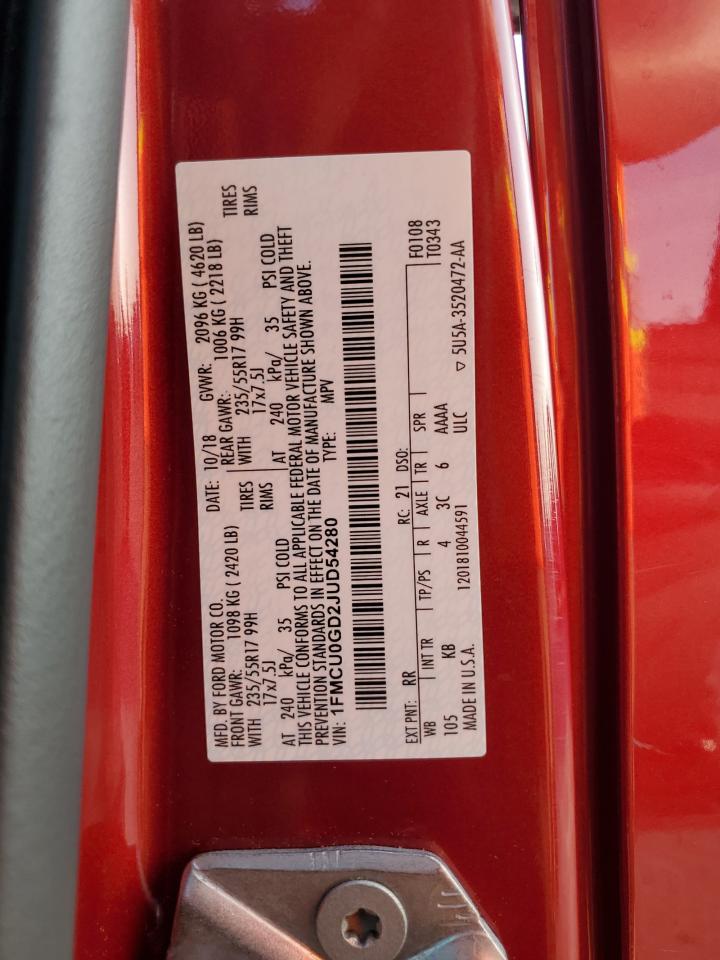 MFD. BY FORD MOTOR CO.
DATE: 10/18 GVWR: 2096 KG ( 4620 LB)
FRONT GAWR: 1098 KG ( 2420 LB)
REAR GAWR: 1006 KG ( 2218 LB)
WITH 235/55R17 99H TIRES
WITH 235/55R17 99H TIRES
17x7.5J RIMS
17x7.5J RIMS
AT 240 kPa/ 35 PSI COLD
AT 240 kPa/ 35 PSI COLD
THIS VEHICLE CONFORMS TO ALL APPLICABLE FEDERAL MOTOR VEHICLE SAFETY AND THEFT
PREVENTION STANDARDS IN EFFECT ON THE DATE OF MANUFACTURE SHOWN ABOVE.
VIN: 1FMCU0GD2JUD54280 TYPE: MPV
EXT PNT: RR RC: 21 DSO: F0108
WB INT TR TP/PS R AXLE TR SPR T0343
105 KB 4 3C 6 AAAA
MADE IN U.S.A. 1201810044591 ULC ▽ 5U5A-3520472-AA